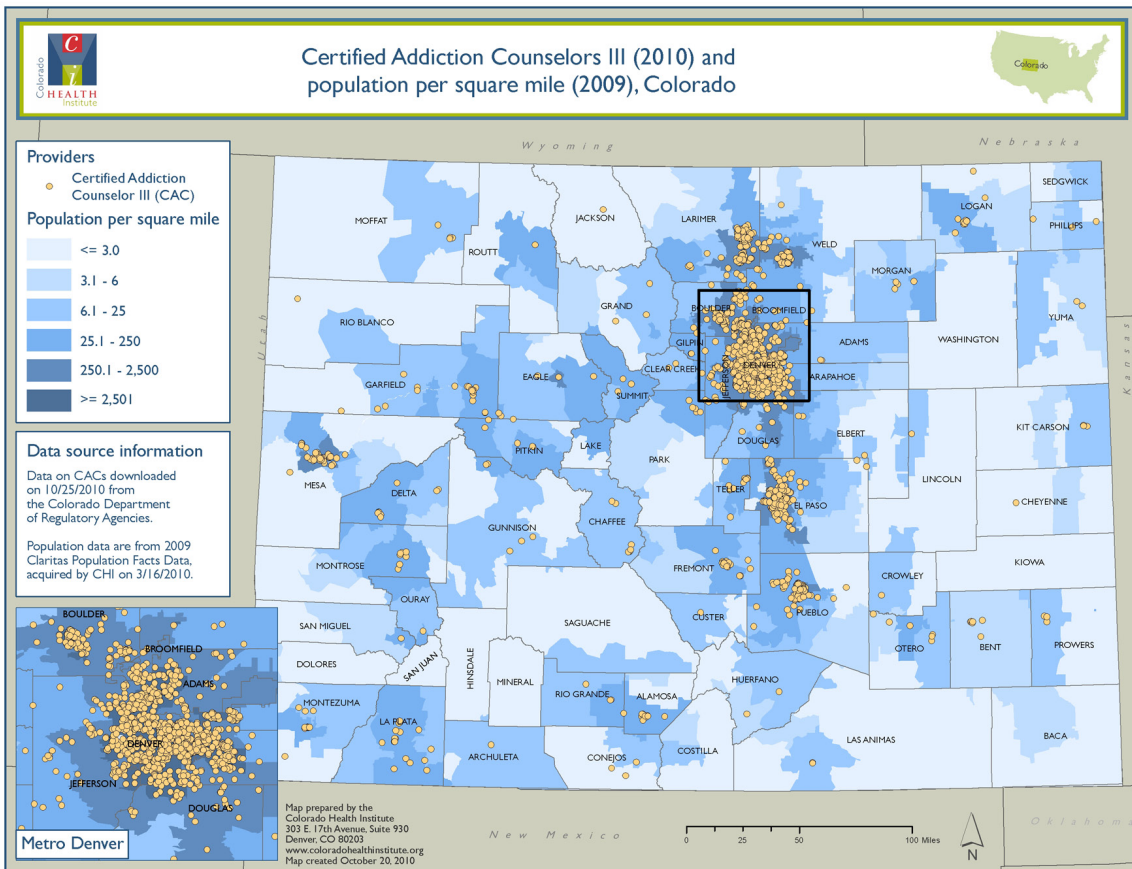 Colorado
c
i
HEALTH
Institute
Certified Addiction Counselors III (2010) and
population per square mile (2009), Colorado
Colorado
Providers
Certified Addiction
Counselor III (CAC)
Population per square mile
<= 3.0
3.1 - 6
6.1 - 25
25.1 - 250
250.1 - 2,500
>= 2,501
Data source information
Data on CACs downloaded
on 10/25/2010 from
the Colorado Department
of Regulatory Agencies.
Population data are from 2009
Claritas Population Facts Data,
acquired by CHI on 3/16/2010.
Wyoming
Nebraska
Utah
Kansas
New Mexico
Oklahoma
SEDGWICK
LOGAN
PHILLIPS
MOFFAT
JACKSON
LARIMER
ROUTT
WELD
MORGAN
GRAND
BOULDER
BROOMFIELD
YUMA
RIO BLANCO
GILPIN
ADAMS
WASHINGTON
EAGLE
CLEAR CREEK
DENVER
ARAPAHOE
GARFIELD
SUMMIT
JEFFERSON
KIT CARSON
PITKIN
LAKE
PARK
DOUGLAS
ELBERT
MESA
LINCOLN
DELTA
TELLER
EL PASO
CHEYENNE
GUNNISON
CHAFFEE
MONTROSE
FREMONT
KIOWA
CROWLEY
OURAY
CUSTER
PUEBLO
SAN MIGUEL
SAGUACHE
OTERO
BENT
PROWERS
DOLORES
SAN JUAN
HINSDALE
MINERAL
HUERFANO
RIO GRANDE
ALAMOSA
MONTEZUMA
LA PLATA
LAS ANIMAS
BACA
ARCHULETA
CONEJOS
COSTILLA
BOULDER
BROOMFIELD
ADAMS
DENVER
JEFFERSON
DOUGLAS
Metro Denver
Map prepared by the
Colorado Health Institute
303 E. 17th Avenue, Suite 930
Denver, CO 80203
www.coloradohealthinstitute.org
Map created October 20, 2010
0 25 50 100 Miles
N